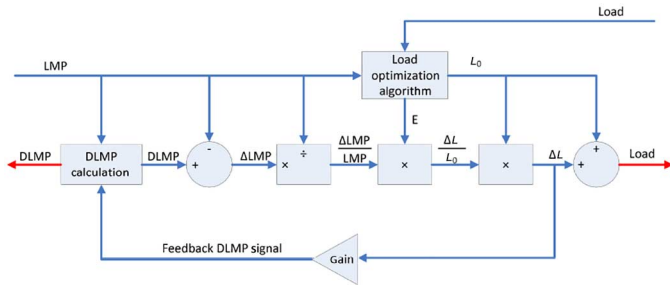 Load
LMP
Load
optimization
algorithm
L₀
E
DLMP
DLMP
calculation
DLMP
-
+
ΔLMP
×
÷
ΔLMP
LMP
×
ΔL
L₀
×
ΔL
+
+
Load
Feedback DLMP signal
Gain